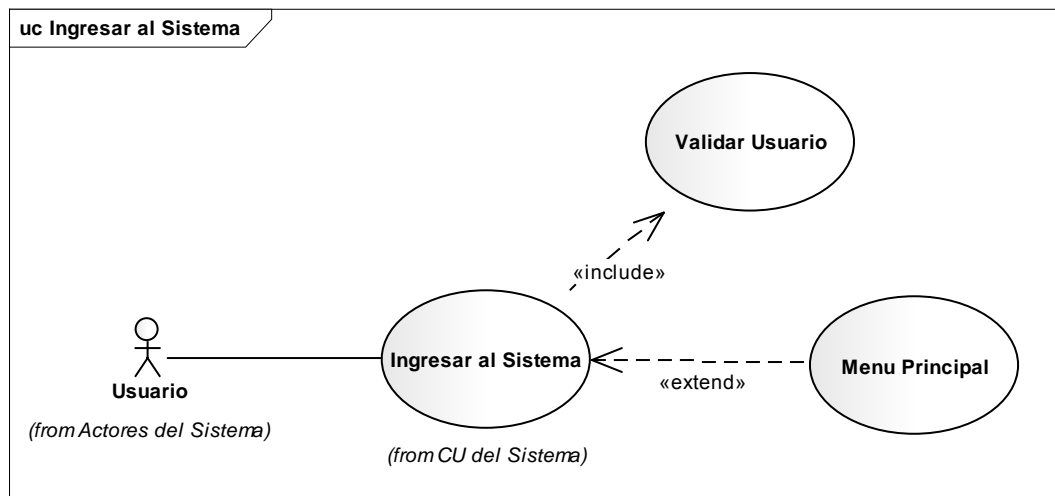 uc Ingresar al Sistema
Validar Usuario
«include»
Ingresar al Sistema
«extend»
Menu Principal
Usuario
(from Actores del Sistema)
(from CU del Sistema)